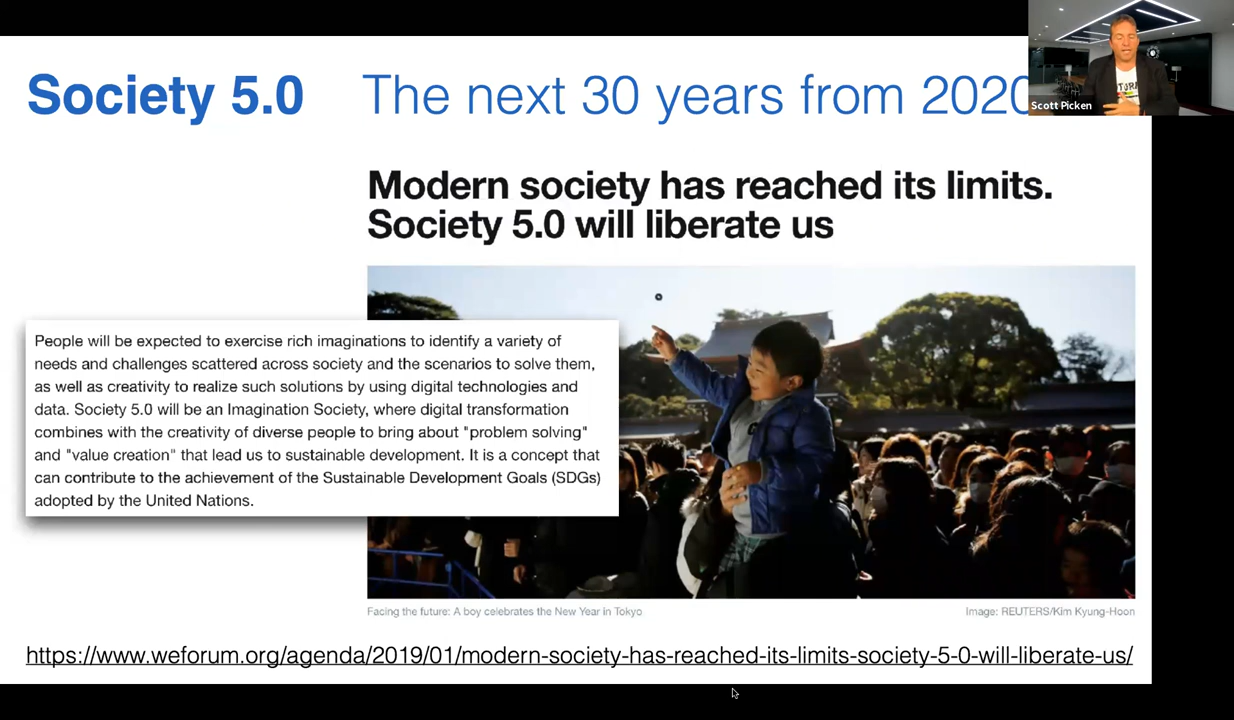 Society 5.0 The next 30 years from 2020
Scott Picken
Modern society has reached its limits.
Society 5.0 will liberate us
People will be expected to exercise rich imaginations to identify a variety of
needs and challenges scattered across society and the scenarios to solve them,
as well as creativity to realize such solutions by using digital technologies and
data. Society 5.0 will be an Imagination Society, where digital transformation
combines with the creativity of diverse people to bring about "problem solving"
and "value creation" that lead us to sustainable development. It is a concept that
can contribute to the achievement of the Sustainable Development Goals (SDGs)
adopted by the United Nations.
Facing the future: A boy celebrates the New Year in Tokyo
Image: REUTERS/Kim Kyung-Hoon
https://www.weforum.org/agenda/2019/01/modern-society-has-reached-its-limits-society-5-0-will-liberate-us/